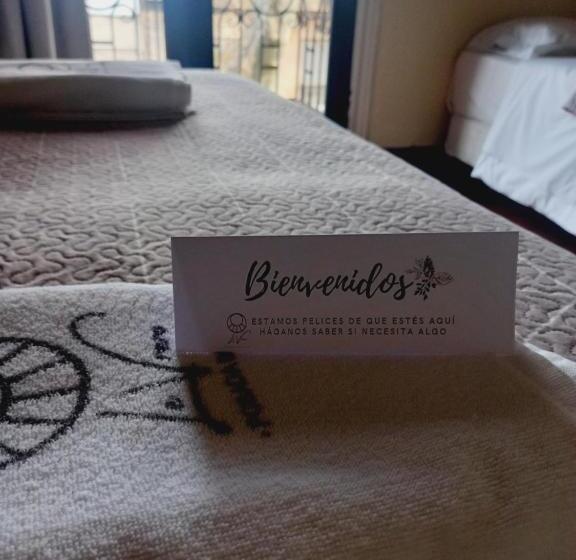 Bienvenidos
ESTAMOS FELICES DE QUE ESTÉS AQUÍ
HÁGANOS SABER SI NECESITA ALGO